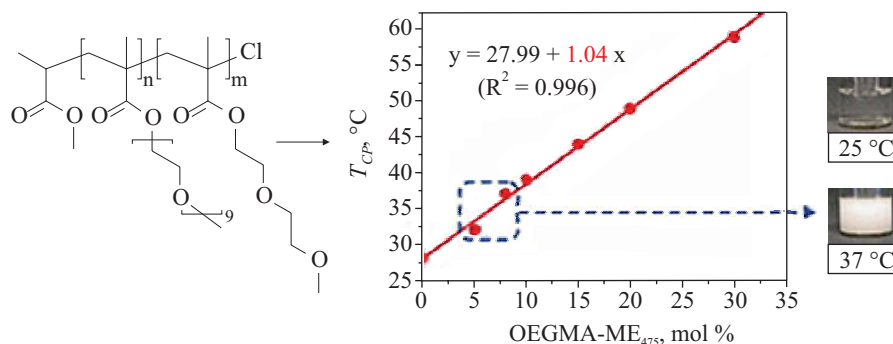 Cl
n
m
O
O
O
O
O
O
O
9
O
O
y = 27.99 + 1.04 x
(R² = 0.996)
T_CP, °C
60
55
50
45
40
35
30
25
0
5
10
15
20
25
30
35
OEGMA-ME₄₇₅, mol %
25 °C
37 °C